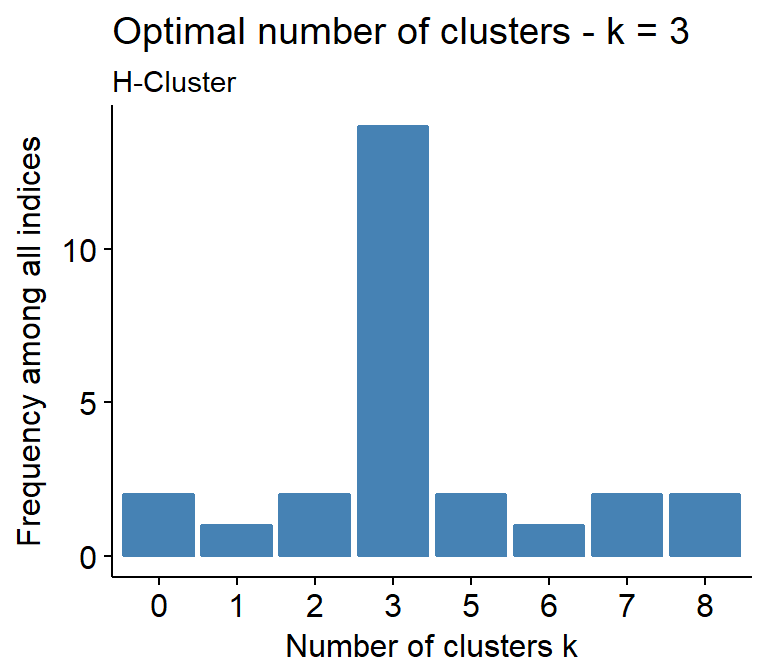 Optimal number of clusters - k = 3
H-Cluster
Frequency among all indices
10
5
0
0 1 2 3 5 6 7 8
Number of clusters k